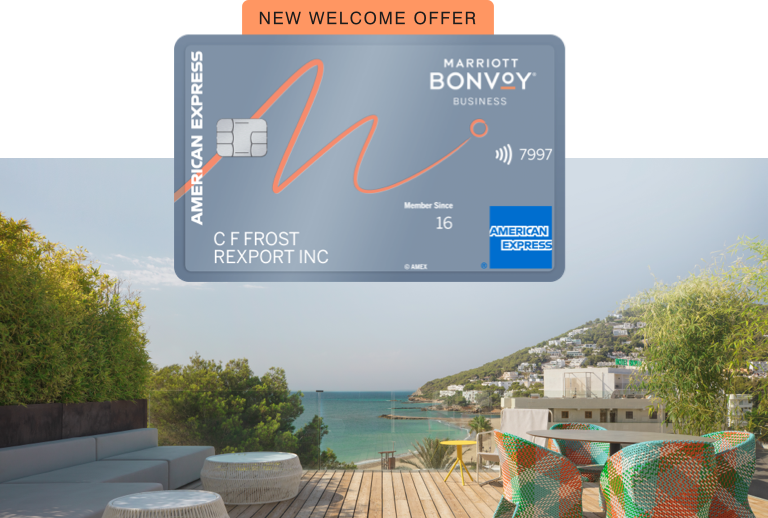 NEW WELCOME OFFER
AMERICAN EXPRESS
MARRIOTT
BONVOY®
BUSINESS
7997
Member Since
16
C F FROST
REXPORT INC
© AMEX
AMERICAN
EXPRESS